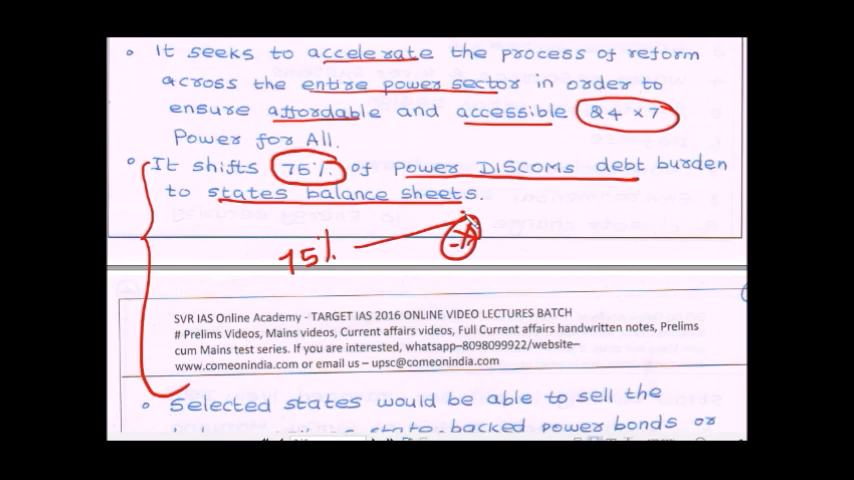 • It seeks to accelerate the process of reform
across the entire power sector in order to
ensure affordable and accessible 24 x 7
Power for All.
• It shifts 75% of Power DISCOMs debt burden
to states balance sheets.
75%
SVR IAS Online Academy - TARGET IAS 2016 ONLINE VIDEO LECTURES BATCH
# Prelims Videos, Mains videos, Current affairs videos, Full Current affairs handwritten notes, Prelims
cum Mains test series. If you are interested, whatsapp–8098099922/website–
www.comeonindia.com or email us – upsc@comeonindia.com
• Selected states would be able to sell the
state-backed power bonds or